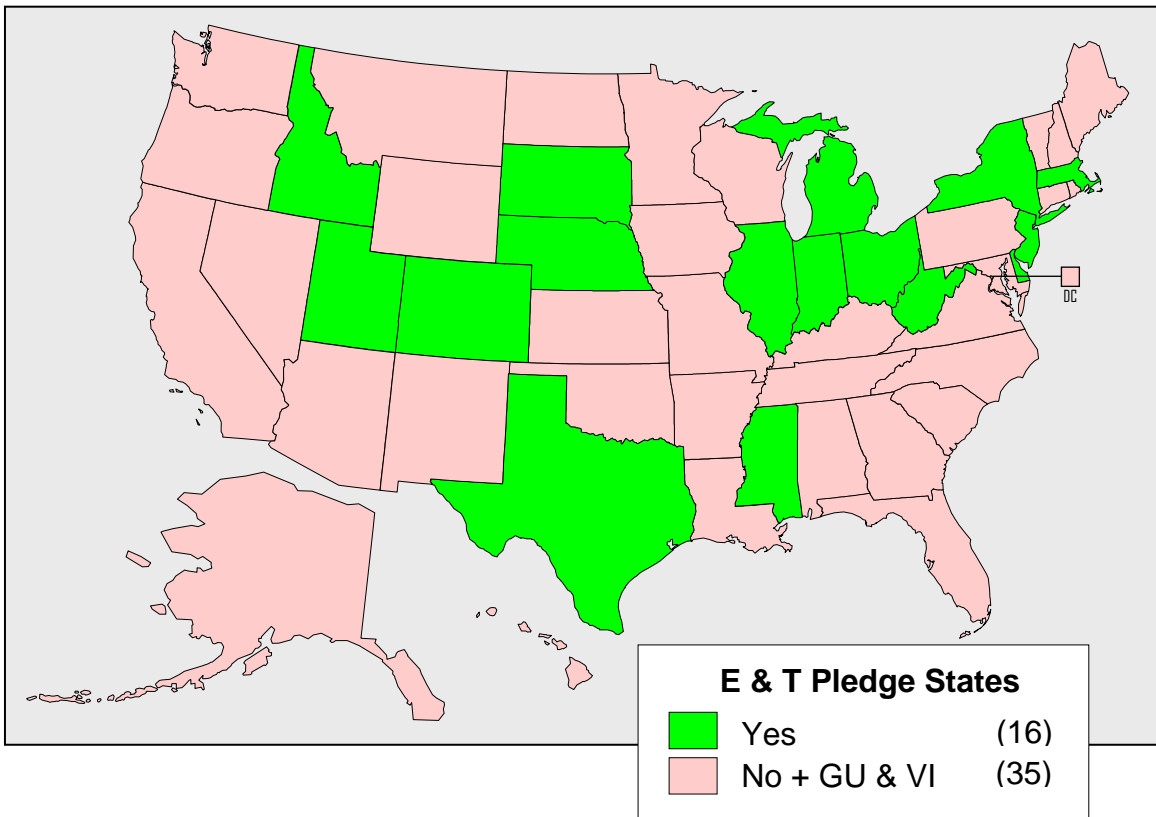 DC
E & T Pledge States
Yes (16)
No + GU & VI (35)